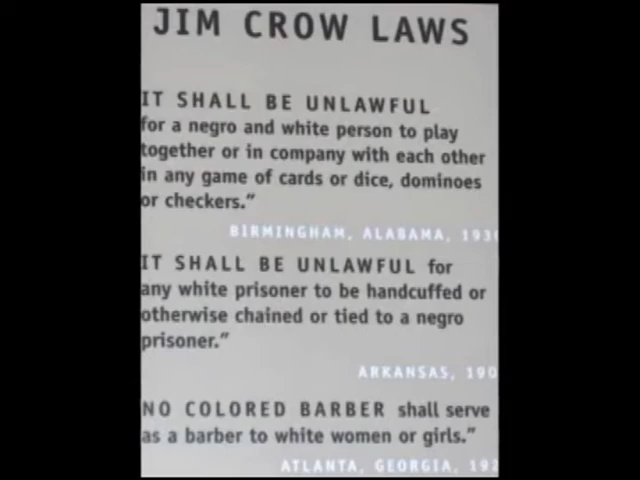 JIM CROW LAWS
IT SHALL BE UNLAWFUL
for a negro and white person to play
together or in company with each other
in any game of cards or dice, dominoes
or checkers.”
BIRMINGHAM, ALABAMA,
IT SHALL BE UNLAWFUL for
any white prisoner to be handcuffed or
otherwise chained or tied to a negro
prisoner.”
ARKANSAS,
NO COLORED BARBER shall serve
as a barber to white women or girls.”
ATLANTA, GEORGIA,